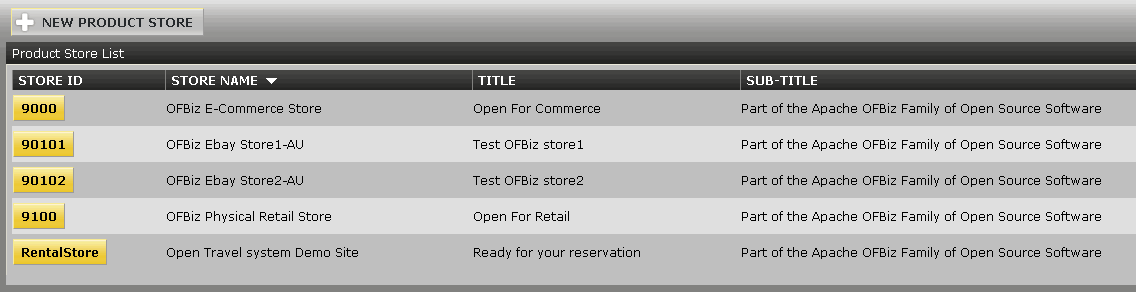 NEW PRODUCT STORE
Product Store List
STORE ID STORE NAME TITLE SUB-TITLE
9000 OFBiz E-Commerce Store Open For Commerce Part of the Apache OFBiz Family of Open Source Software
90101 OFBiz Ebay Store1-AU Test OFBiz store1 Part of the Apache OFBiz Family of Open Source Software
90102 OFBiz Ebay Store2-AU Test OFBiz store2 Part of the Apache OFBiz Family of Open Source Software
9100 OFBiz Physical Retail Store Open For Retail Part of the Apache OFBiz Family of Open Source Software
RentalStore Open Travel system Demo Site Ready for your reservation Part of the Apache OFBiz Family of Open Source Software